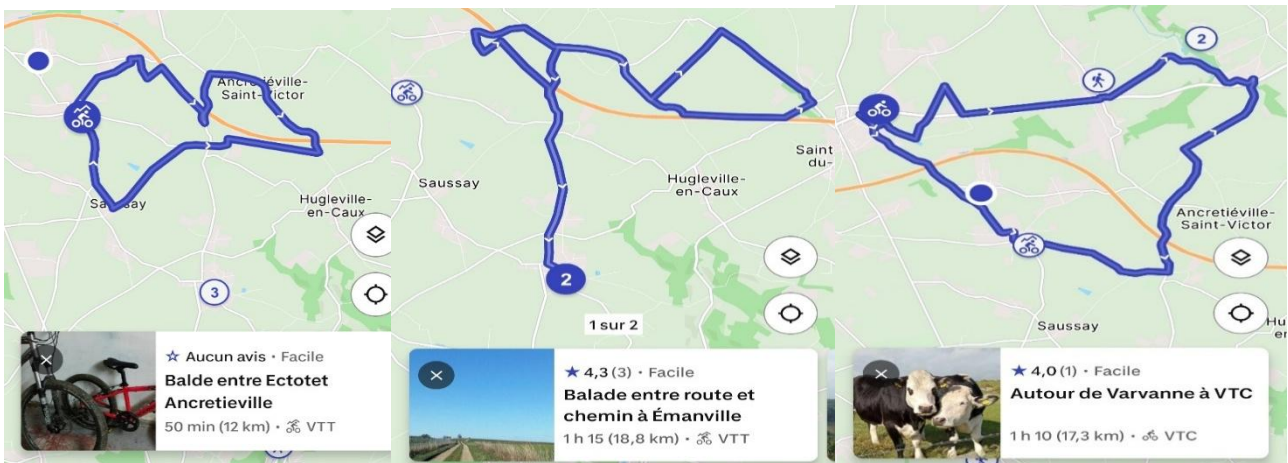 Ancretiéville-
Saint-Victor
Saussay
Hugleville-
en-Caux
3
☆ Aucun avis · Facile
Balde entre Ectotet
Ancretieville
50 min (12 km) · VTT
Saussay
Hugleville-
en-Caux
Saint
du-
2
1 sur 2
★ 4,3 (3) · Facile
Balade entre route et
chemin à Émanville
1 h 15 (18,8 km) · VTT
2
Ancretiéville-
Saint-Victor
Saussay
Hu
★ 4,0 (1) · Facile
Autour de Varvanne à VTC
1 h 10 (17,3 km) · VTC